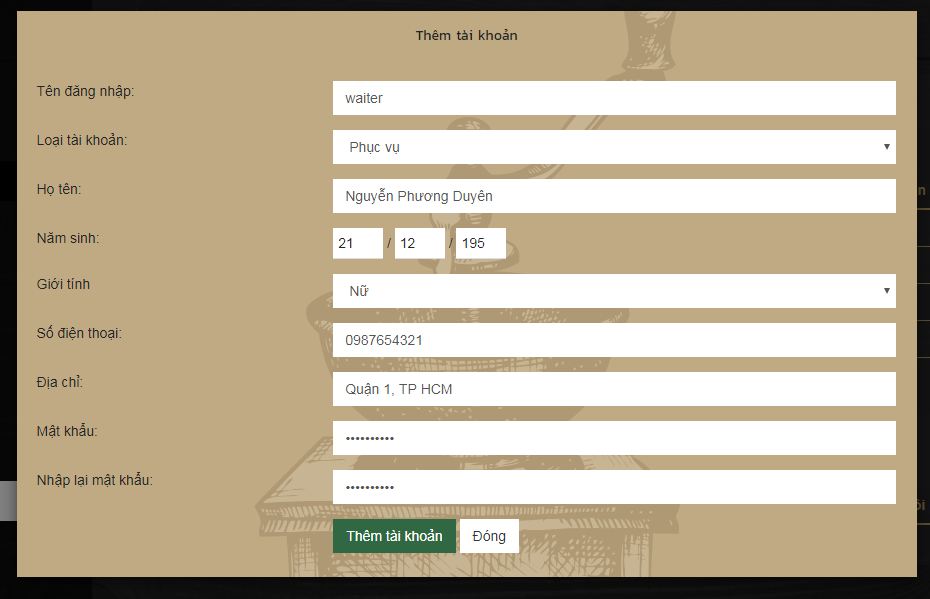 Thêm tài khoản
Tên đăng nhập:
waiter
Loại tài khoản:
Phục vụ
Họ tên:
Nguyễn Phương Duyên
Năm sinh:
21 / 12 / 195
Giới tính
Nữ
Số điện thoại:
0987654321
Địa chỉ:
Quận 1, TP HCM
Mật khẩu:
••••••••••
Nhập lại mật khẩu:
••••••••••
Thêm tài khoản Đóng